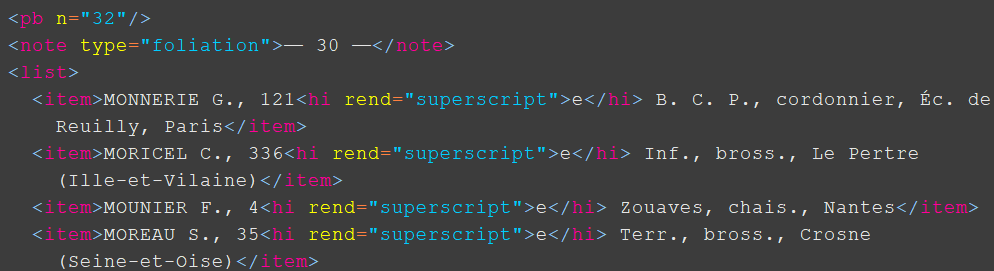 <pb n="32"/>
<note type="foliation">— 30 —</note>
<list>
<item>MONNERIE G., 121<hi rend="superscript">e</hi> B. C. P., cordonnier, Éc. de
Reuilly, Paris</item>
<item>MORICEL C., 336<hi rend="superscript">e</hi> Inf., bross., Le Pertre
(Ille-et-Vilaine)</item>
<item>MOUNIER F., 4<hi rend="superscript">e</hi> Zouaves, chais., Nantes</item>
<item>MOREAU S., 35<hi rend="superscript">e</hi> Terr., bross., Crosne
(Seine-et-Oise)</item>